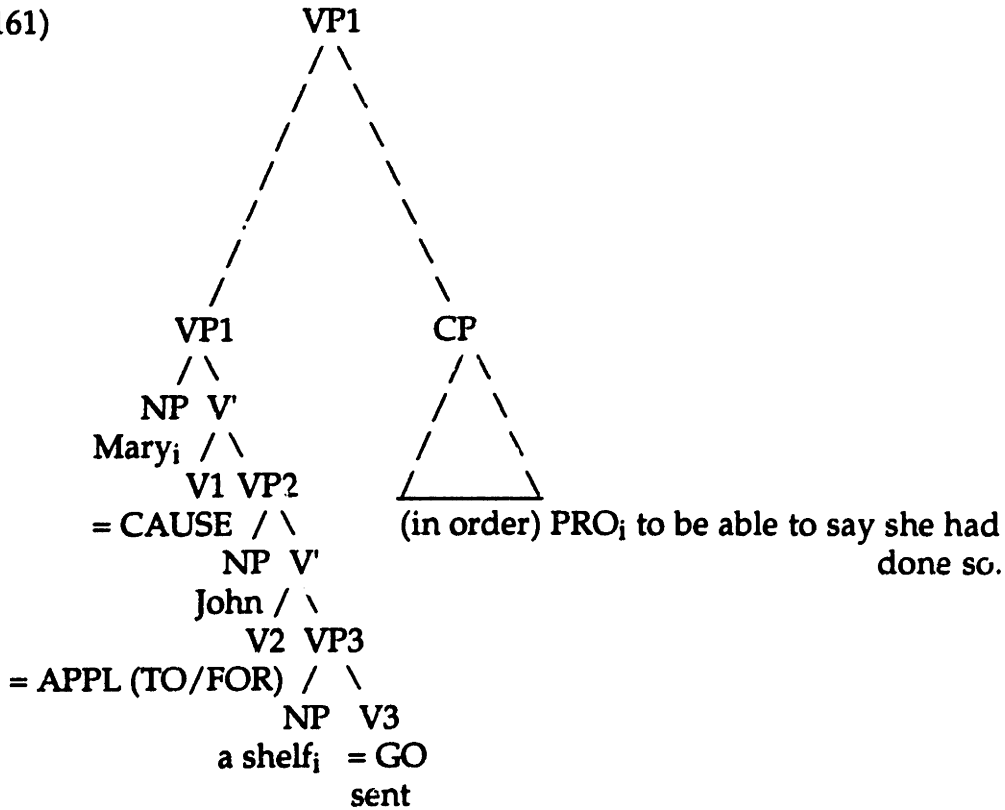 161) VP1
VP1 CP
NP V'
Maryi
V1 VP2
= CAUSE (in order) PROi to be able to say she had
NP V' done so.
John
V2 VP3
= APPL (TO/FOR)
NP V3
a shelfi = GO
sent